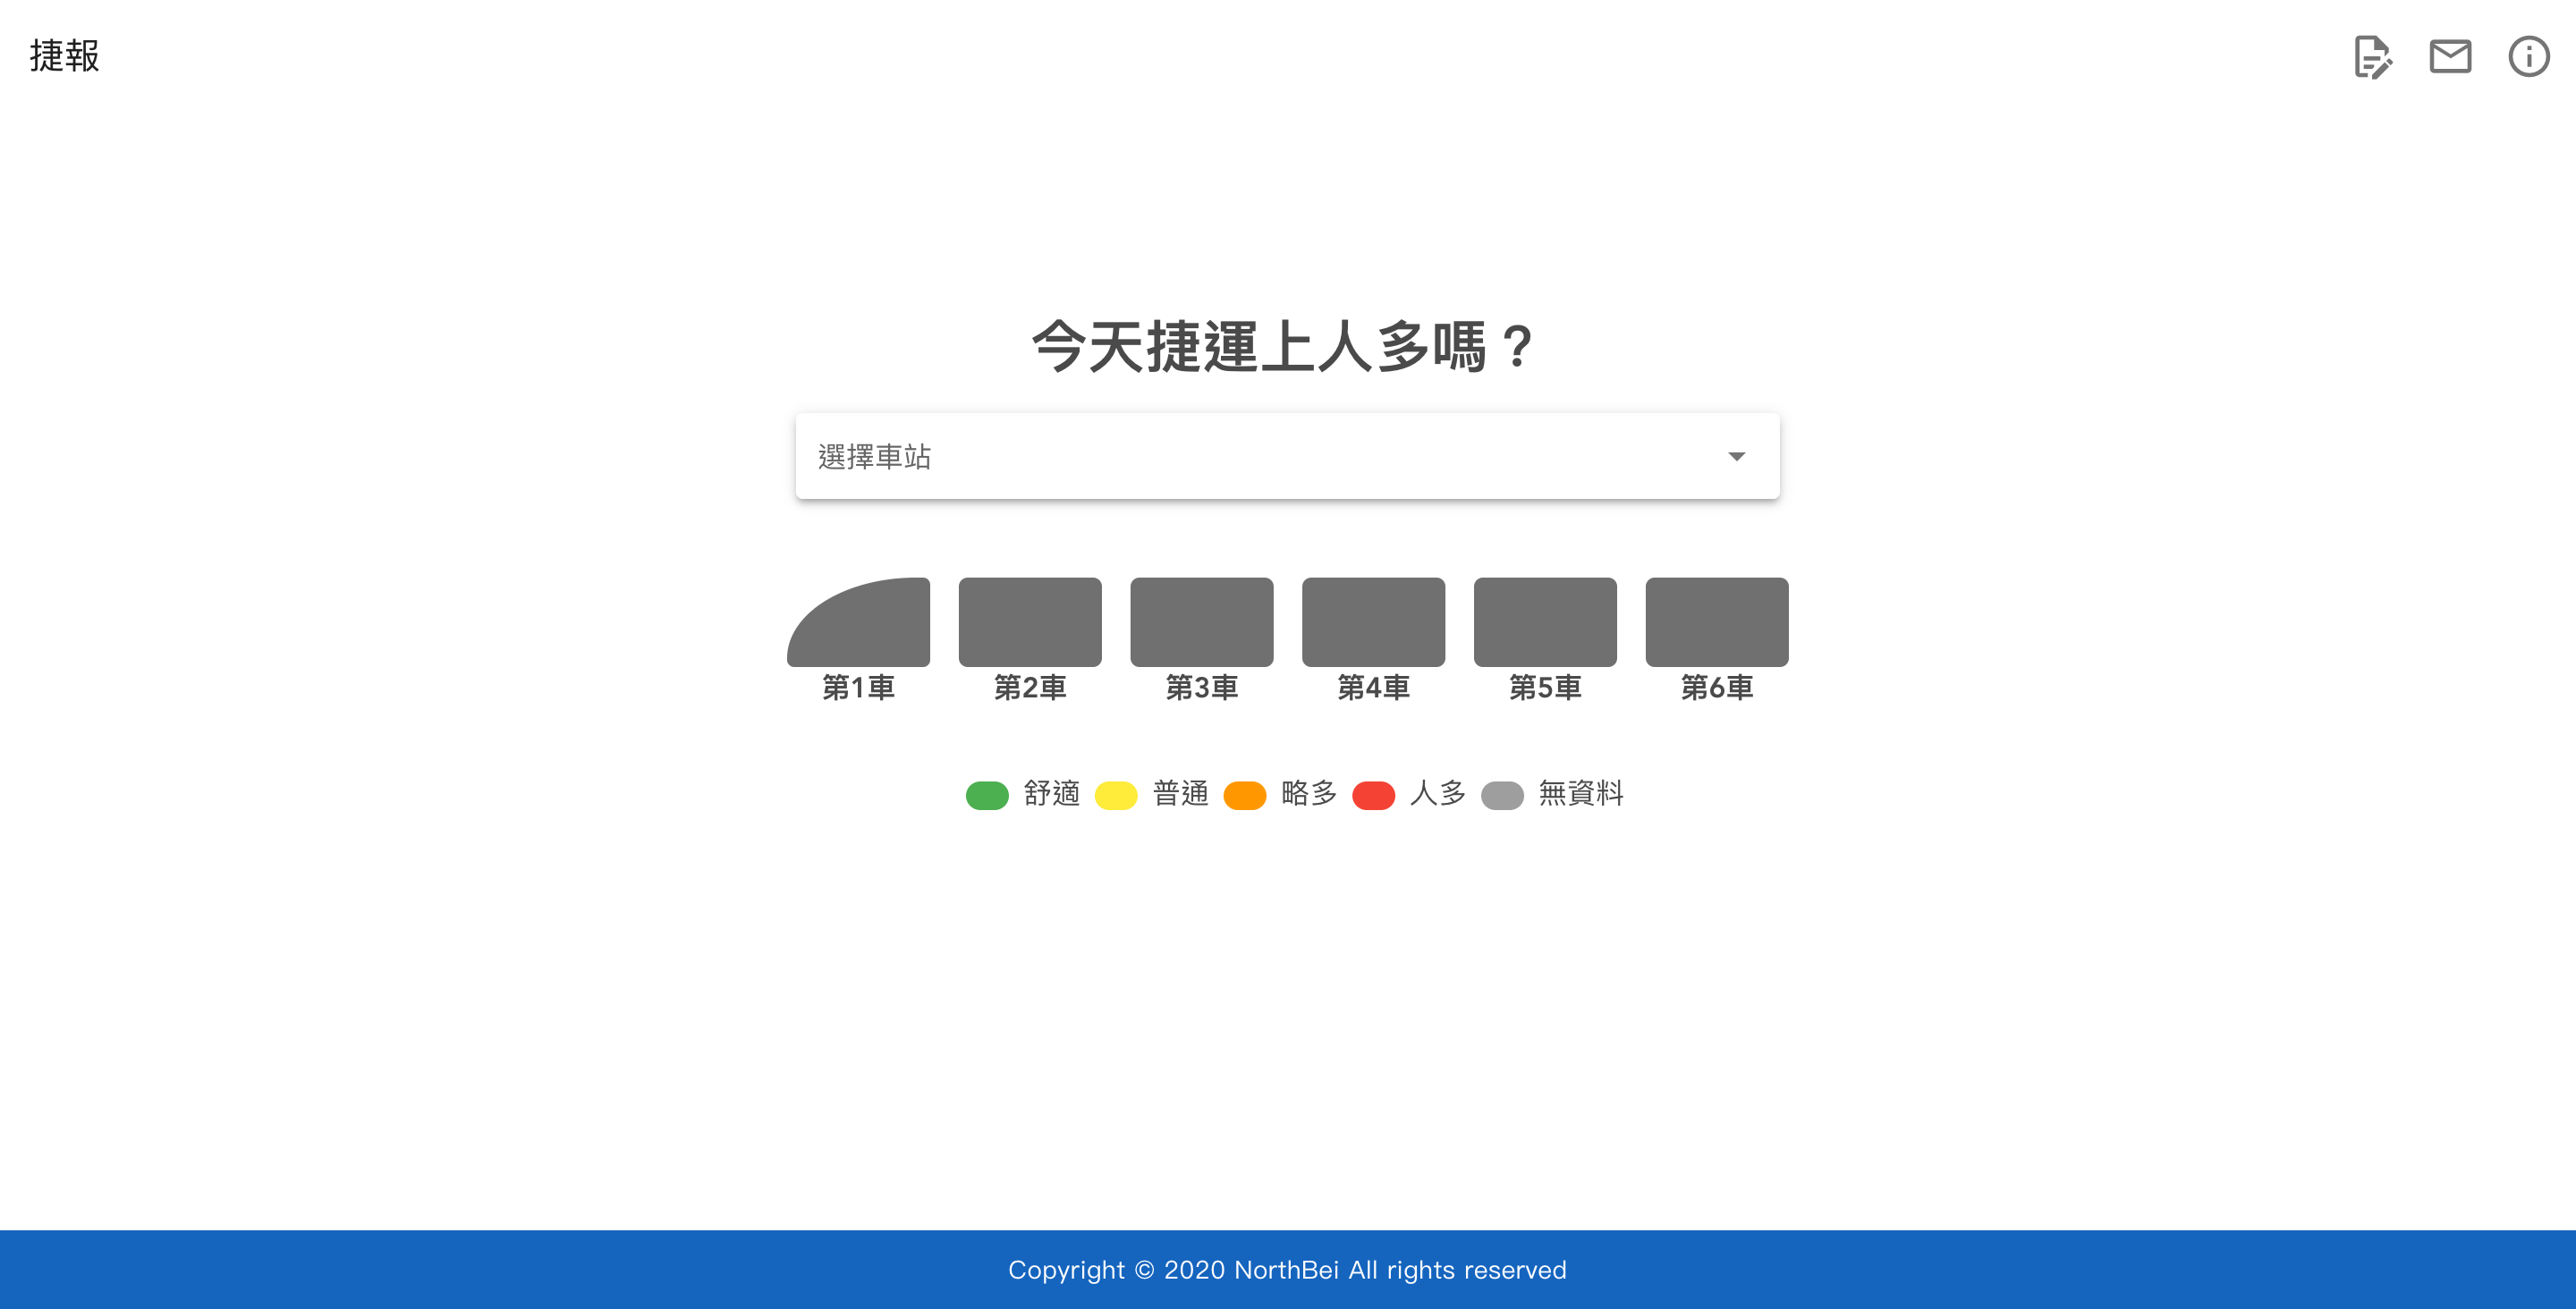 捷報
今天捷運上人多嗎？
選擇車站
第1車 第2車 第3車 第4車 第5車 第6車
舒適 普通 略多 人多 無資料
Copyright © 2020 NorthBei All rights reserved